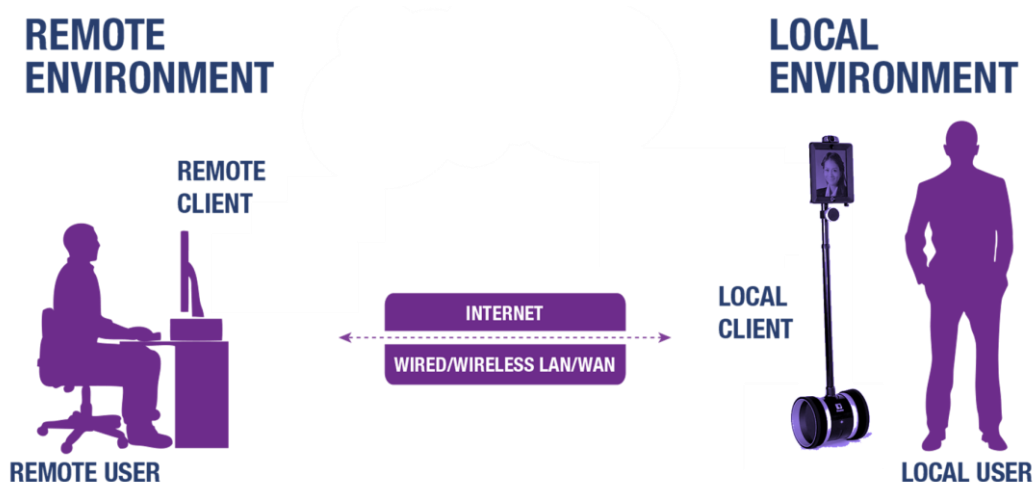 REMOTE
ENVIRONMENT
LOCAL
ENVIRONMENT
REMOTE
CLIENT
INTERNET
WIRED/WIRELESS LAN/WAN
LOCAL
CLIENT
REMOTE USER
LOCAL USER